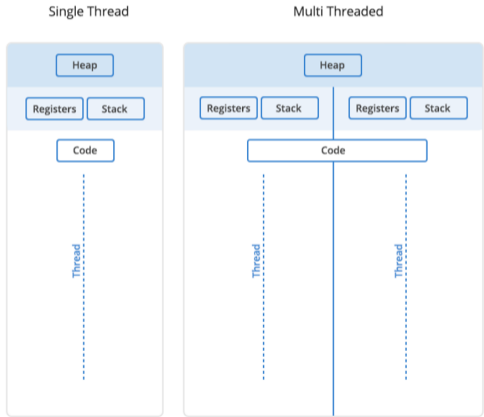 Single Thread
Multi Threaded
Heap
Heap
Registers Stack
Registers Stack Registers Stack
Code
Code
Thread
Thread
Thread